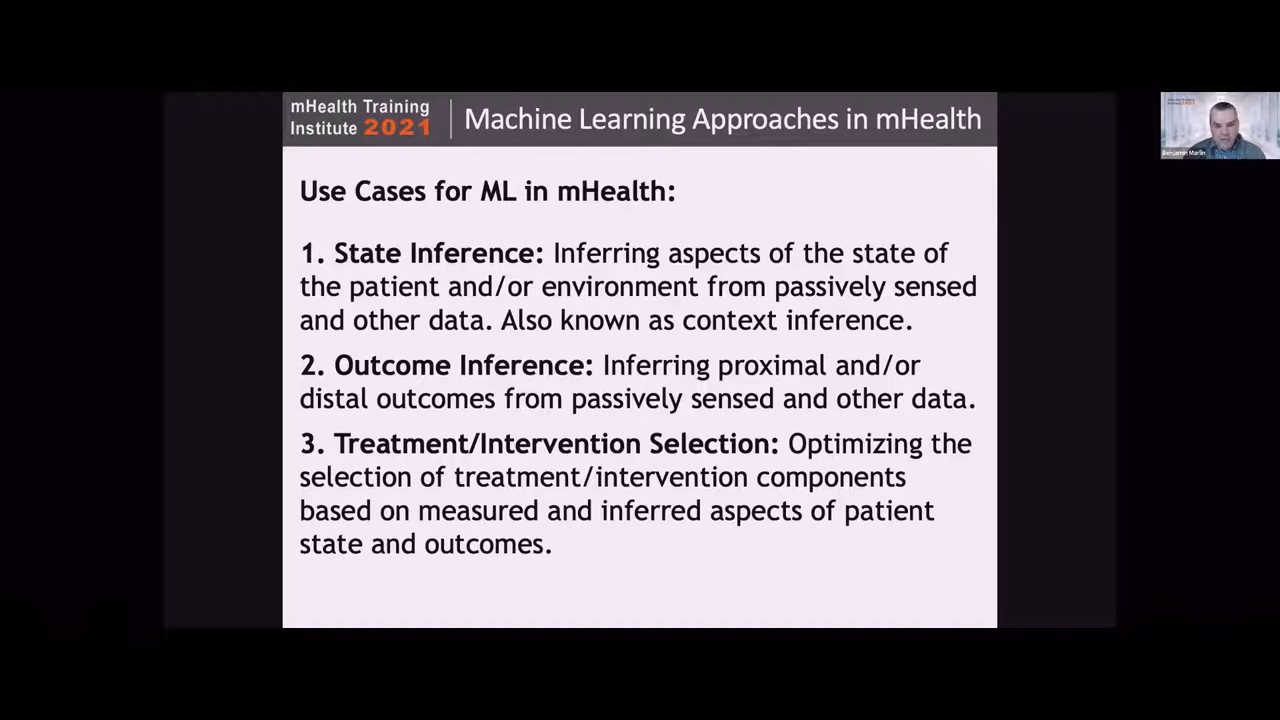 mHealth Training
Institute 2021
Machine Learning Approaches in mHealth
Use Cases for ML in mHealth:
1. State Inference: Inferring aspects of the state of
the patient and/or environment from passively sensed
and other data. Also known as context inference.
2. Outcome Inference: Inferring proximal and/or
distal outcomes from passively sensed and other data.
3. Treatment/Intervention Selection: Optimizing the
selection of treatment/intervention components
based on measured and inferred aspects of patient
state and outcomes.
Benjamin Marlin